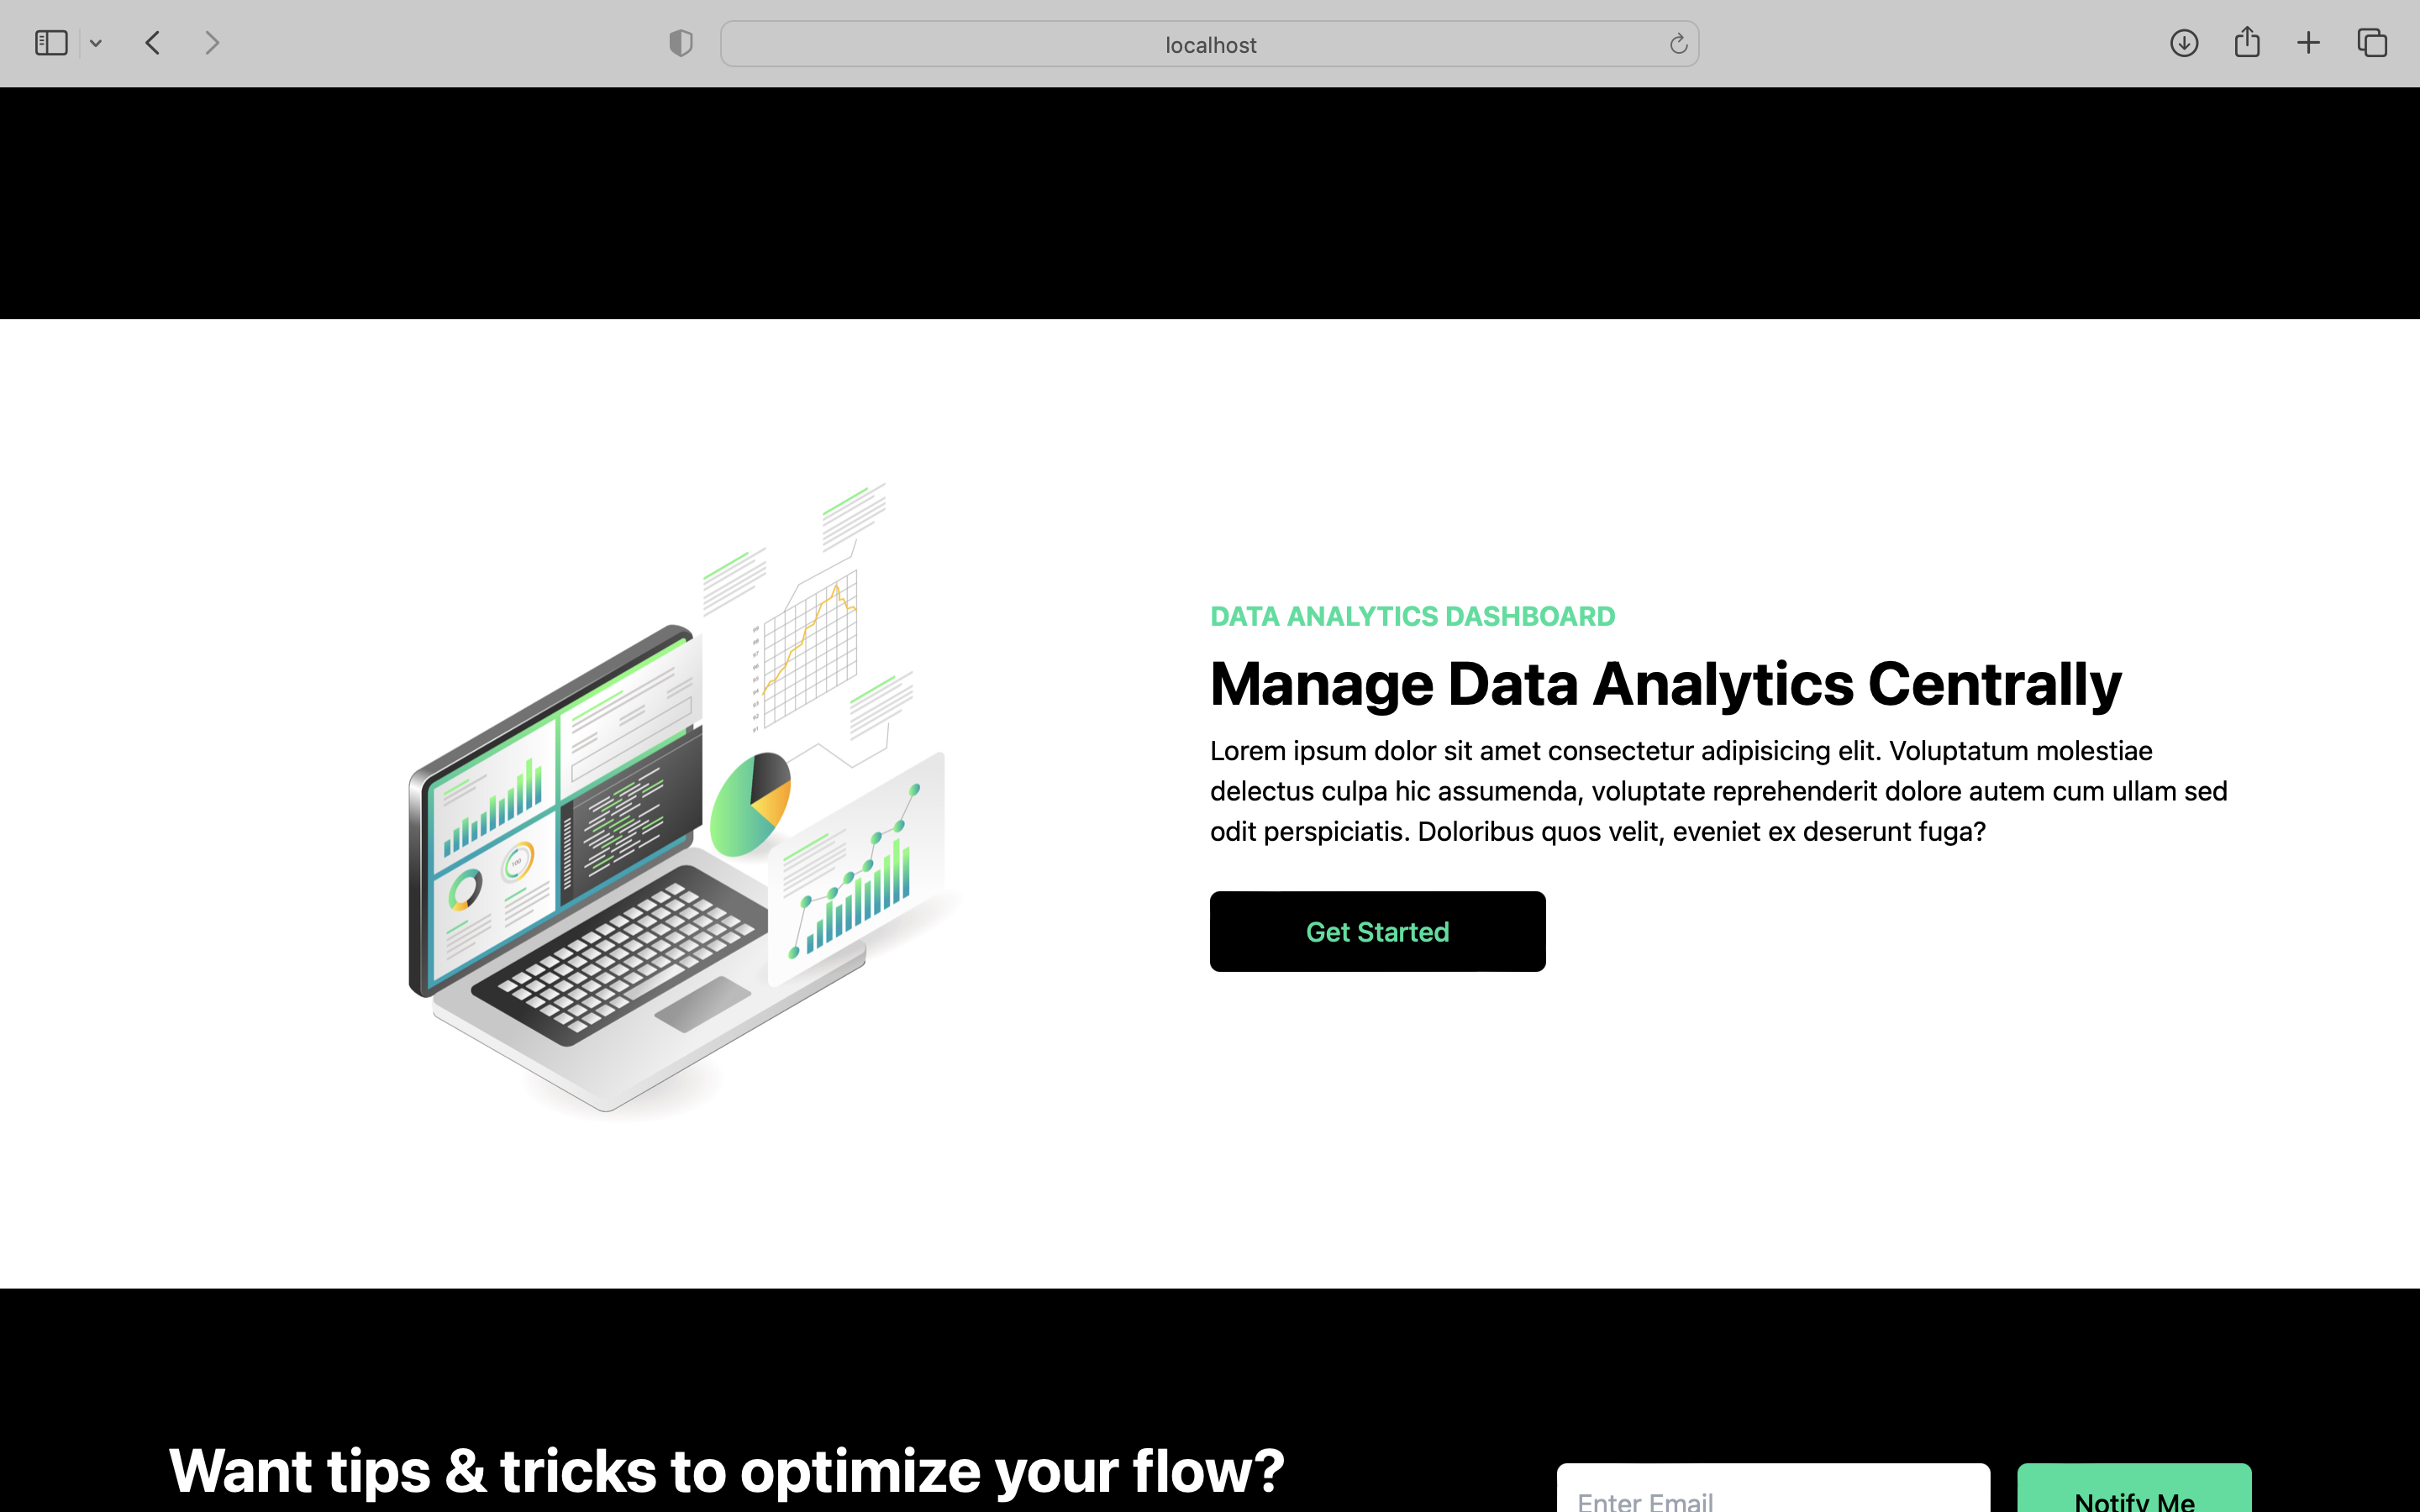 localhost
DATA ANALYTICS DASHBOARD
Manage Data Analytics Centrally
Lorem ipsum dolor sit amet consectetur adipisicing elit. Voluptatum molestiae
delectus culpa hic assumenda, voluptate reprehenderit dolore autem cum ullam sed
odit perspiciatis. Doloribus quos velit, eveniet ex deserunt fuga?
Get Started
100
Want tips & tricks to optimize your flow?
Enter Email
Notify Me